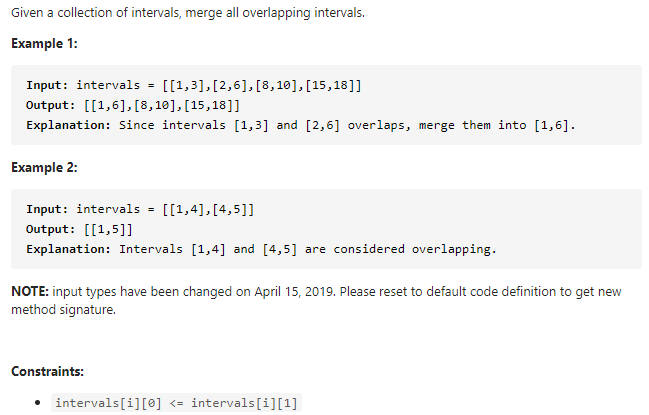 Given a collection of intervals, merge all overlapping intervals.
Example 1:
Input: intervals = [[1,3],[2,6],[8,10],[15,18]]
Output: [[1,6],[8,10],[15,18]]
Explanation: Since intervals [1,3] and [2,6] overlaps, merge them into [1,6].
Example 2:
Input: intervals = [[1,4],[4,5]]
Output: [[1,5]]
Explanation: Intervals [1,4] and [4,5] are considered overlapping.
NOTE: input types have been changed on April 15, 2019. Please reset to default code definition to get new
method signature.
Constraints:
• intervals[i][0] <= intervals[i][1]